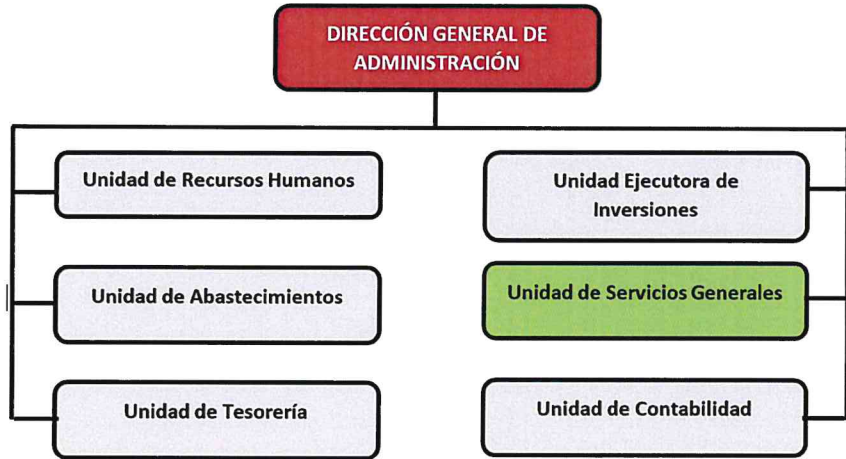 DIRECCIÓN GENERAL DE
ADMINISTRACIÓN
Unidad de Recursos Humanos
Unidad Ejecutora de
Inversiones
Unidad de Abastecimientos
Unidad de Servicios Generales
Unidad de Tesorería
Unidad de Contabilidad